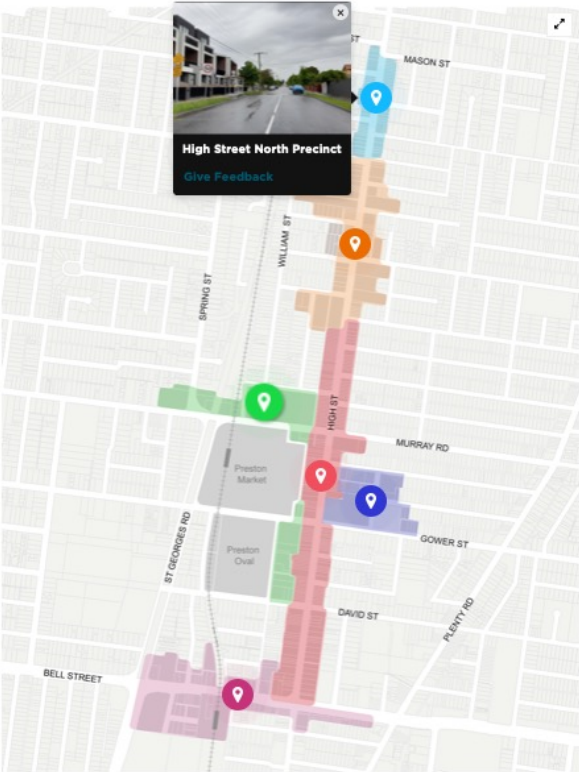 ST
MASON ST
High Street North Precinct
Give Feedback
WILLIAM ST
SPRING ST
HIGH ST
MURRAY RD
Preston
Market
ST GEORGES RD
Preston
Oval
GOWER ST
DAVID ST
PLENTY RD
BELL STREET